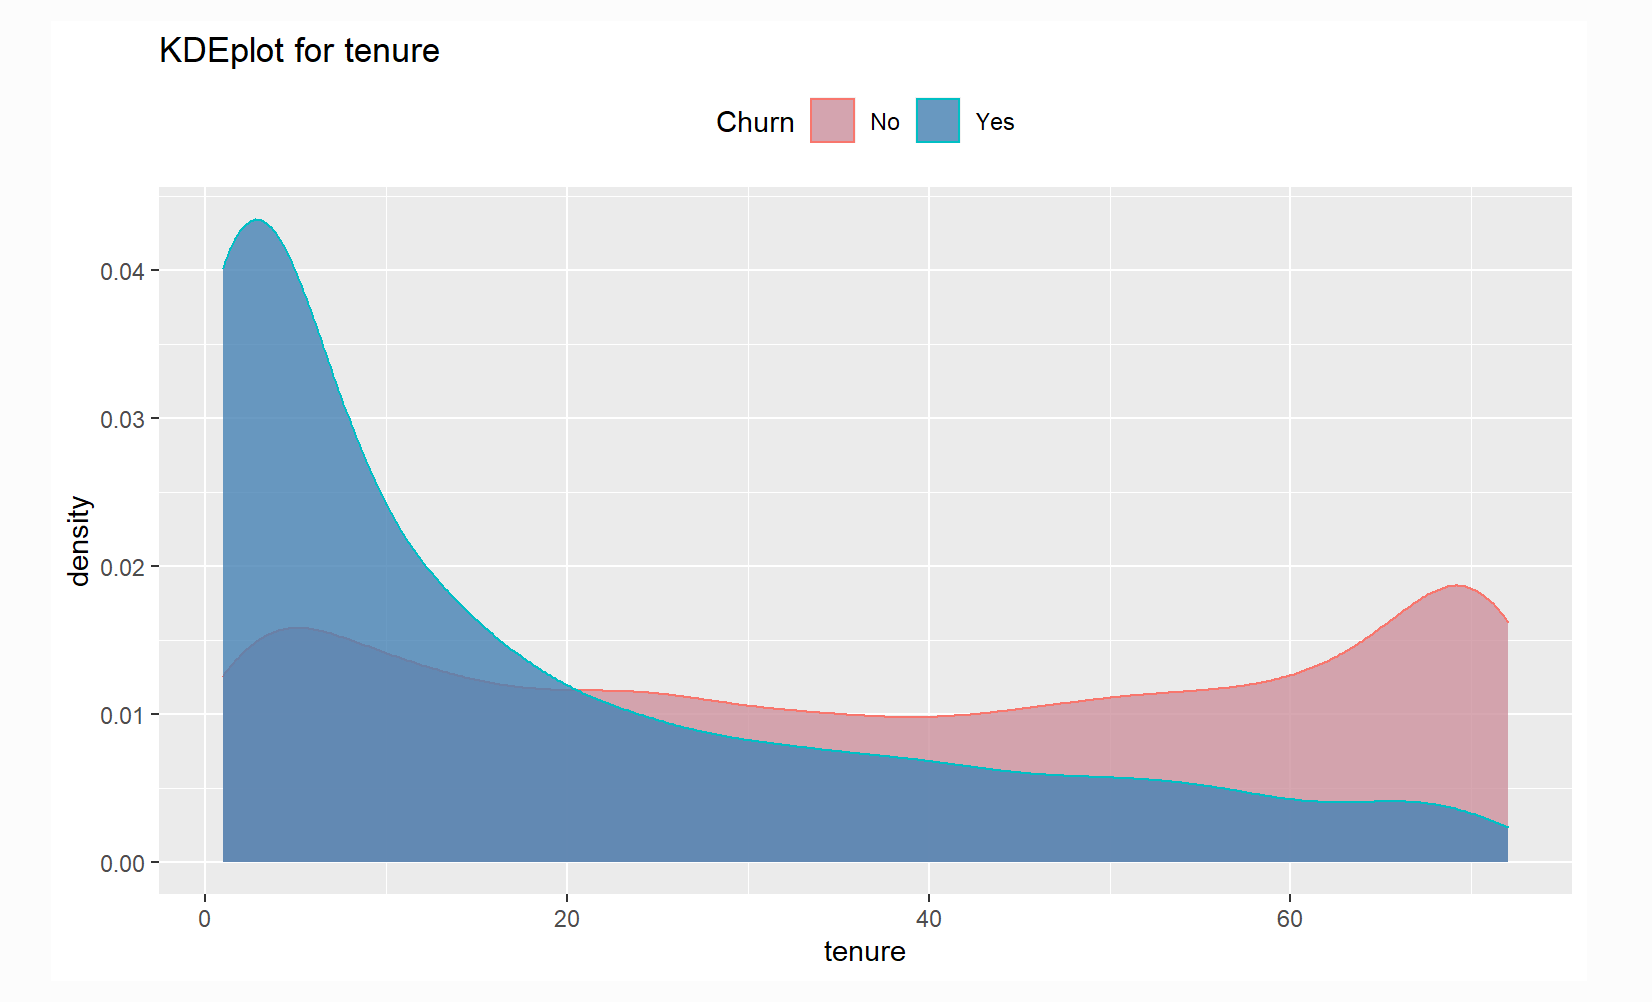 KDEplot for tenure
Churn No Yes
density
0.04
0.03
0.02
0.01
0.00
0 20 40 60
tenure